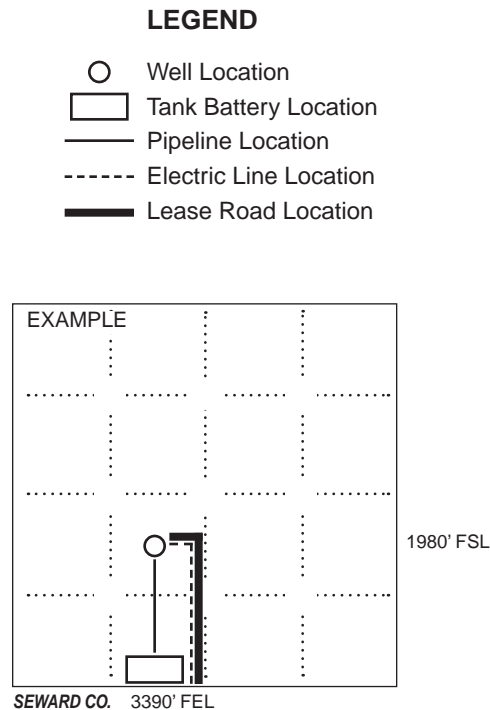 LEGEND
Well Location
Tank Battery Location
Pipeline Location
Electric Line Location
Lease Road Location
EXAMPLE
1980' FSL
SEWARD CO. 3390' FEL